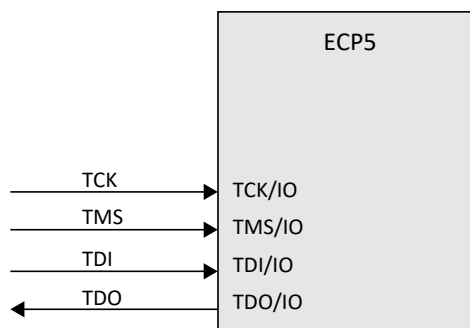 ECP5
TCK
TCK/IO
TMS
TMS/IO
TDI
TDI/IO
TDO
TDO/IO